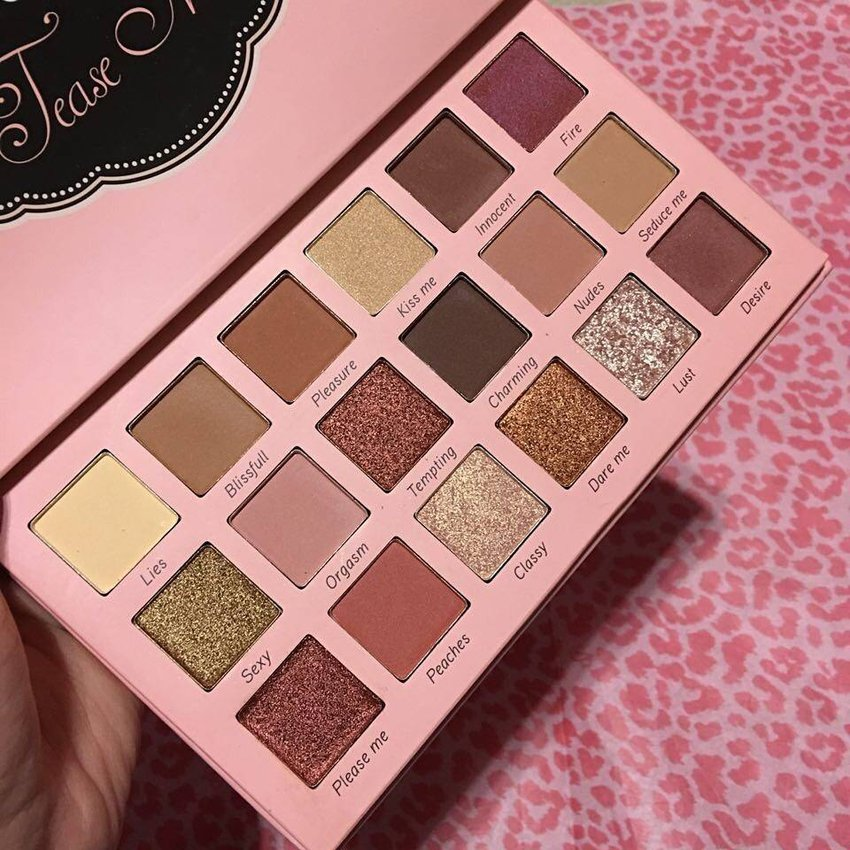 Tease
Lies
Blissfull
Pleasure
Kiss me
Innocent
Fire
Sexy
Orgasm
Tempting
Charming
Nudes
Seduce me
Please me
Peaches
Classy
Dare me
Lust
Desire